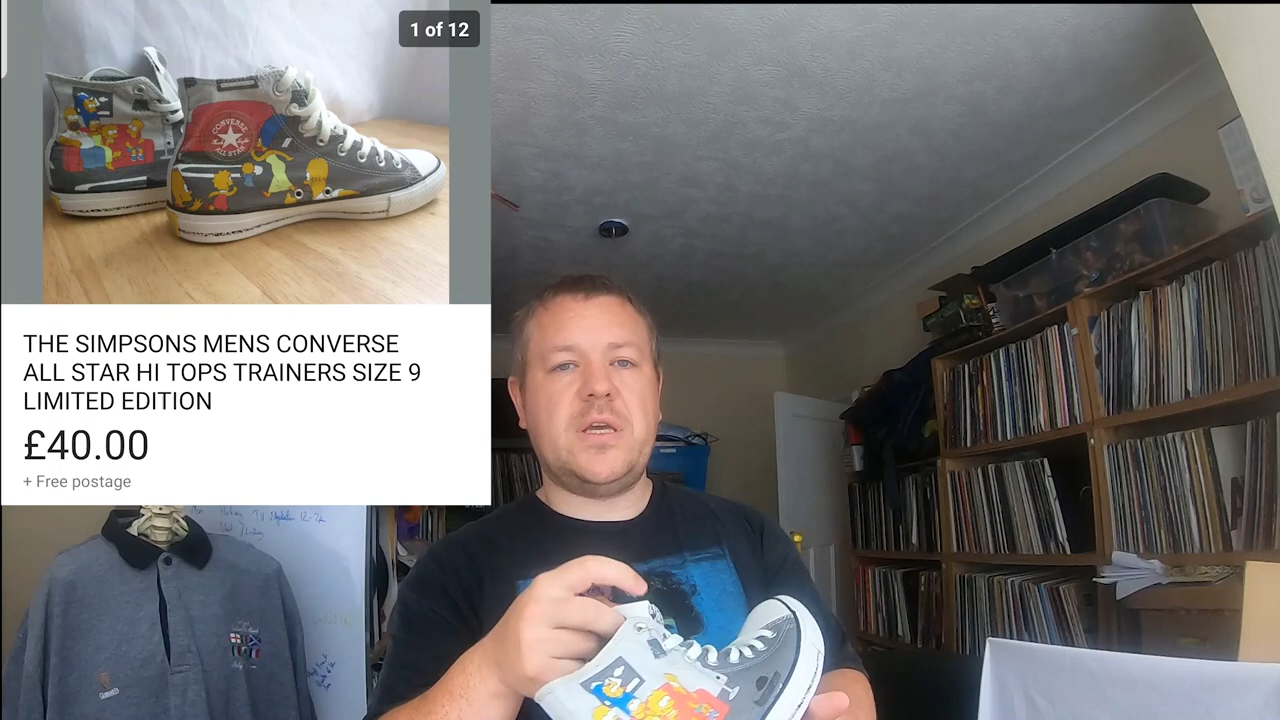 1 of 12
CONVERSE
ALL STAR
THE SIMPSONS MENS CONVERSE
ALL STAR HI TOPS TRAINERS SIZE 9
LIMITED EDITION
£40.00
+ Free postage